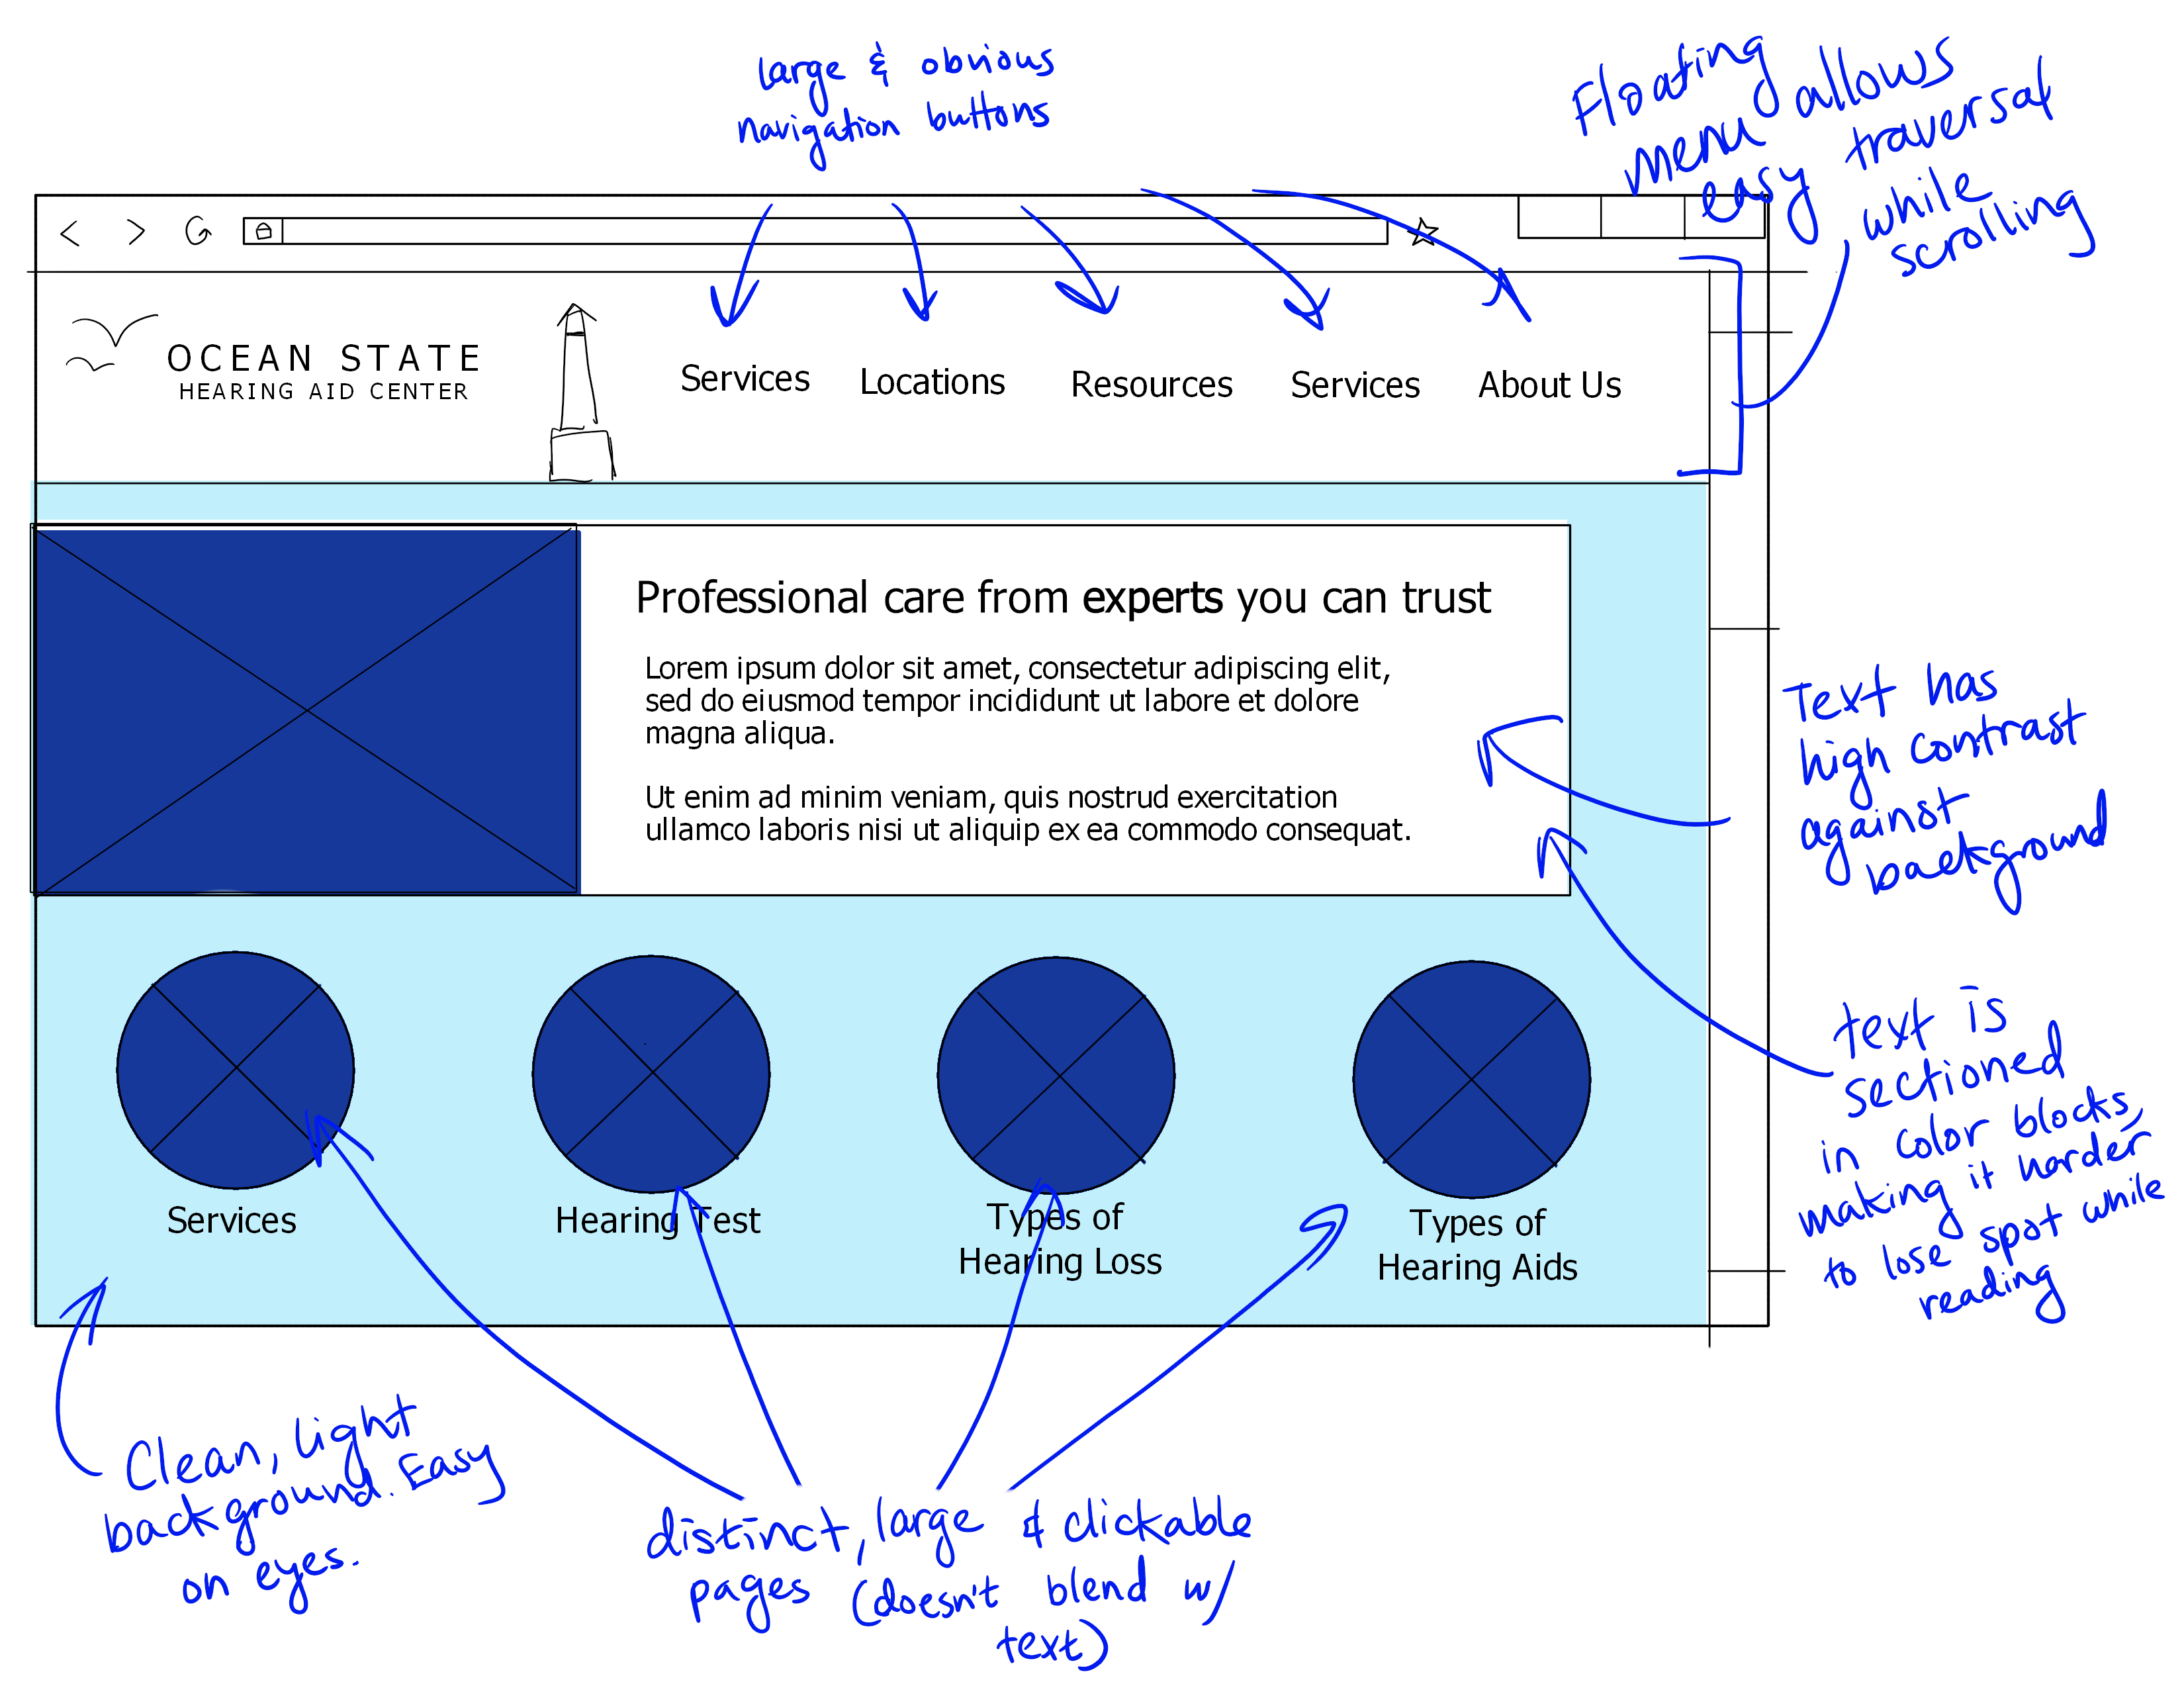 large & obvious
navigation buttons
Floating
menu allows
easy traversal
while
scrolling
OCEAN STATE
HEARING AID CENTER
Services
Locations
Resources
Services
About Us
Professional care from experts you can trust
Lorem ipsum dolor sit amet, consectetur adipiscing elit,
sed do eiusmod tempor incididunt ut labore et dolore
magna aliqua.
Ut enim ad minim veniam, quis nostrud exercitation
ullamco laboris nisi ut aliquip ex ea commodo consequat.
Text has
high contrast
against
background
text is
sectioned
in color blocks,
making it harder
to lose spot while
reading
Services
Hearing Test
Types of
Hearing Loss
Types of
Hearing Aids
Clean, light
background. Easy
on eyes.
distinct, large & clickable
pages (doesn't blend w/
text)